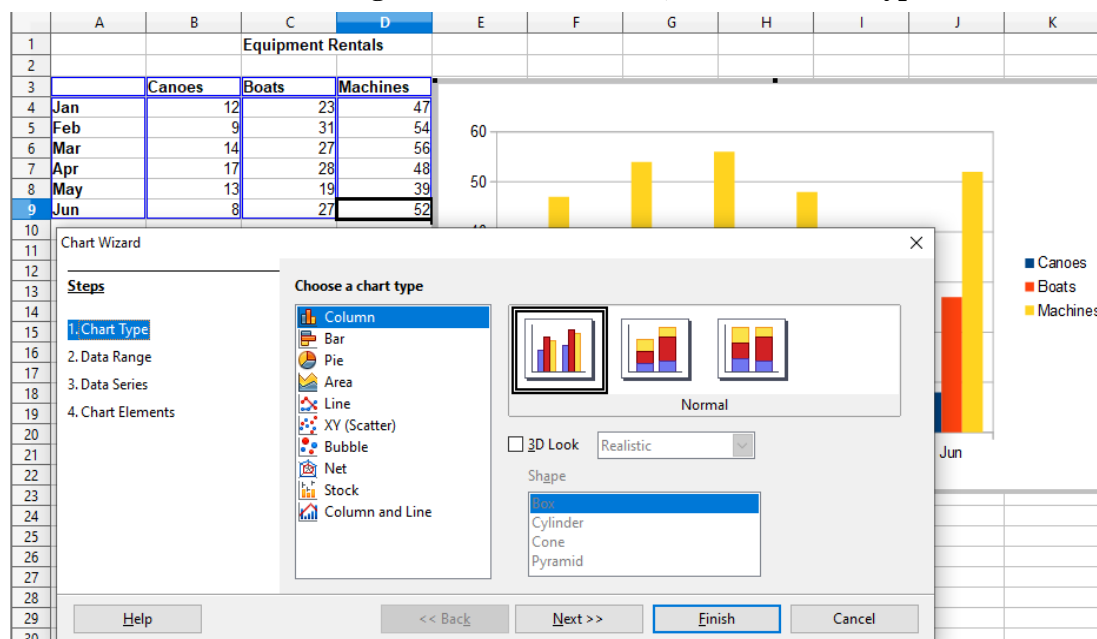 A B C D E F G H I J K
1 Equipment Rentals
2
3 Canoes Boats Machines
4 Jan 12 23 47
5 Feb 9 31 54
6 Mar 14 27 56
7 Apr 17 28 48
8 May 13 19 39
9 Jun 8 27 52
10
11
12
13
14
15
16
17
18
19
20
21
22
23
24
25
26
27
28
29
60
50
Canoes
Boats
Machines
Jun
Chart Wizard
Steps
1. Chart Type
2. Data Range
3. Data Series
4. Chart Elements
Choose a chart type
Column
Bar
Pie
Area
Line
XY (Scatter)
Bubble
Net
Stock
Column and Line
Normal
3D Look Realistic
Shape
Box
Cylinder
Cone
Pyramid
Help << Back Next >> Finish Cancel